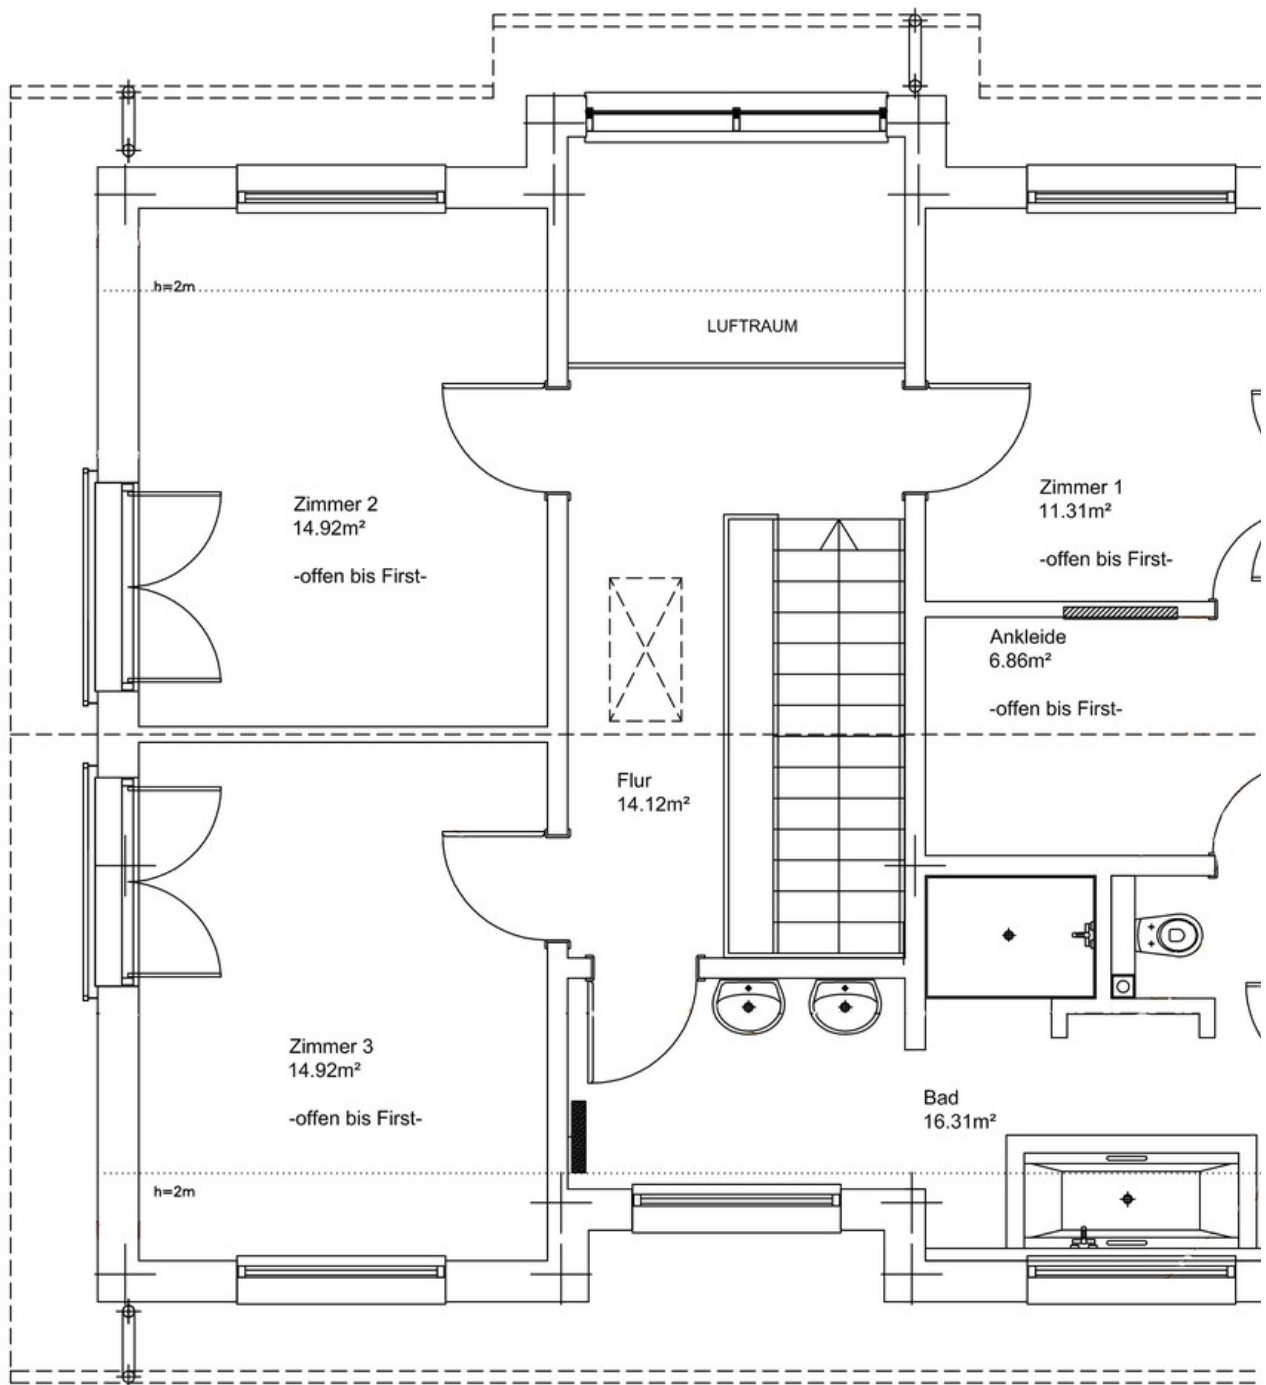 h=2m
LUFTRAUM
Zimmer 2
14.92m²
-offen bis First-
Zimmer 1
11.31m²
-offen bis First-
Ankleide
6.86m²
-offen bis First-
Flur
14.12m²
Zimmer 3
14.92m²
-offen bis First-
Bad
16.31m²
h=2m